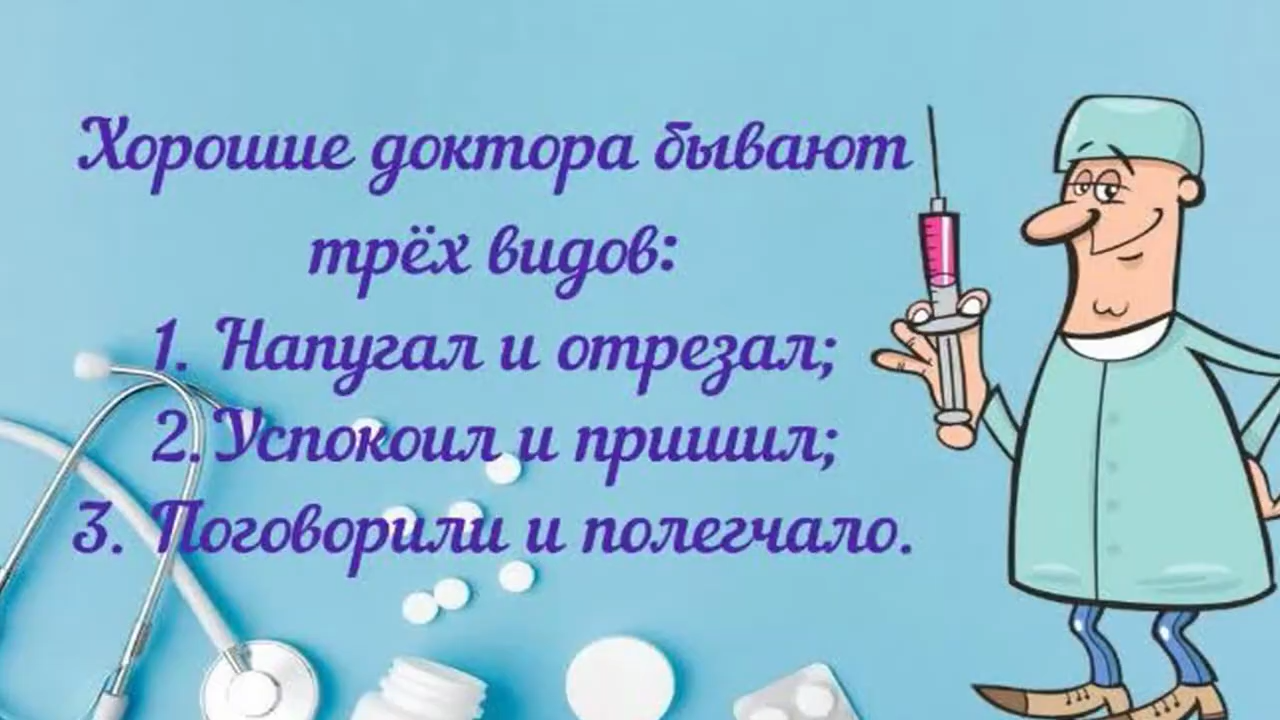 Хорошие доктора бывают
трёх видов:
1. Напугал и отрезал;
2.Успокоил и пришил;
3. Поговорили и полегчало.